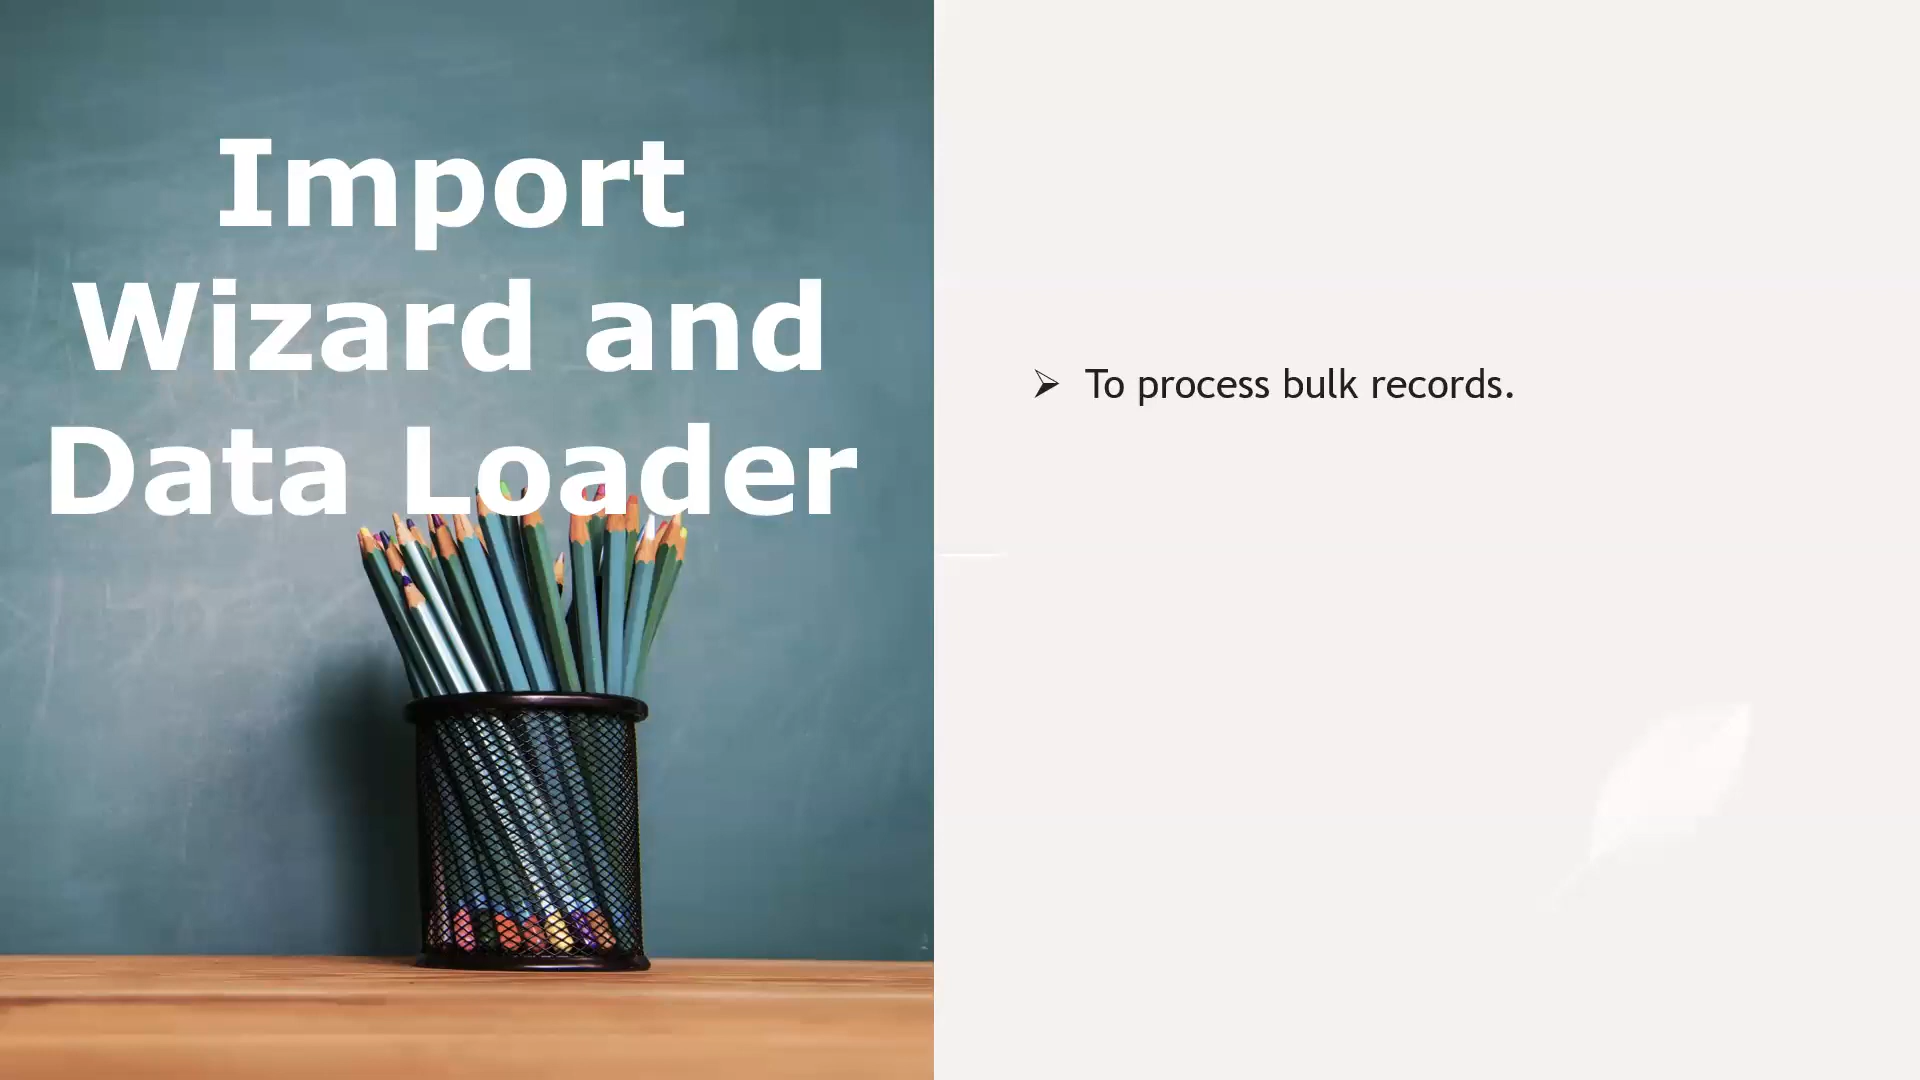 Import
Wizard and
Data Loader
➢ To process bulk records.